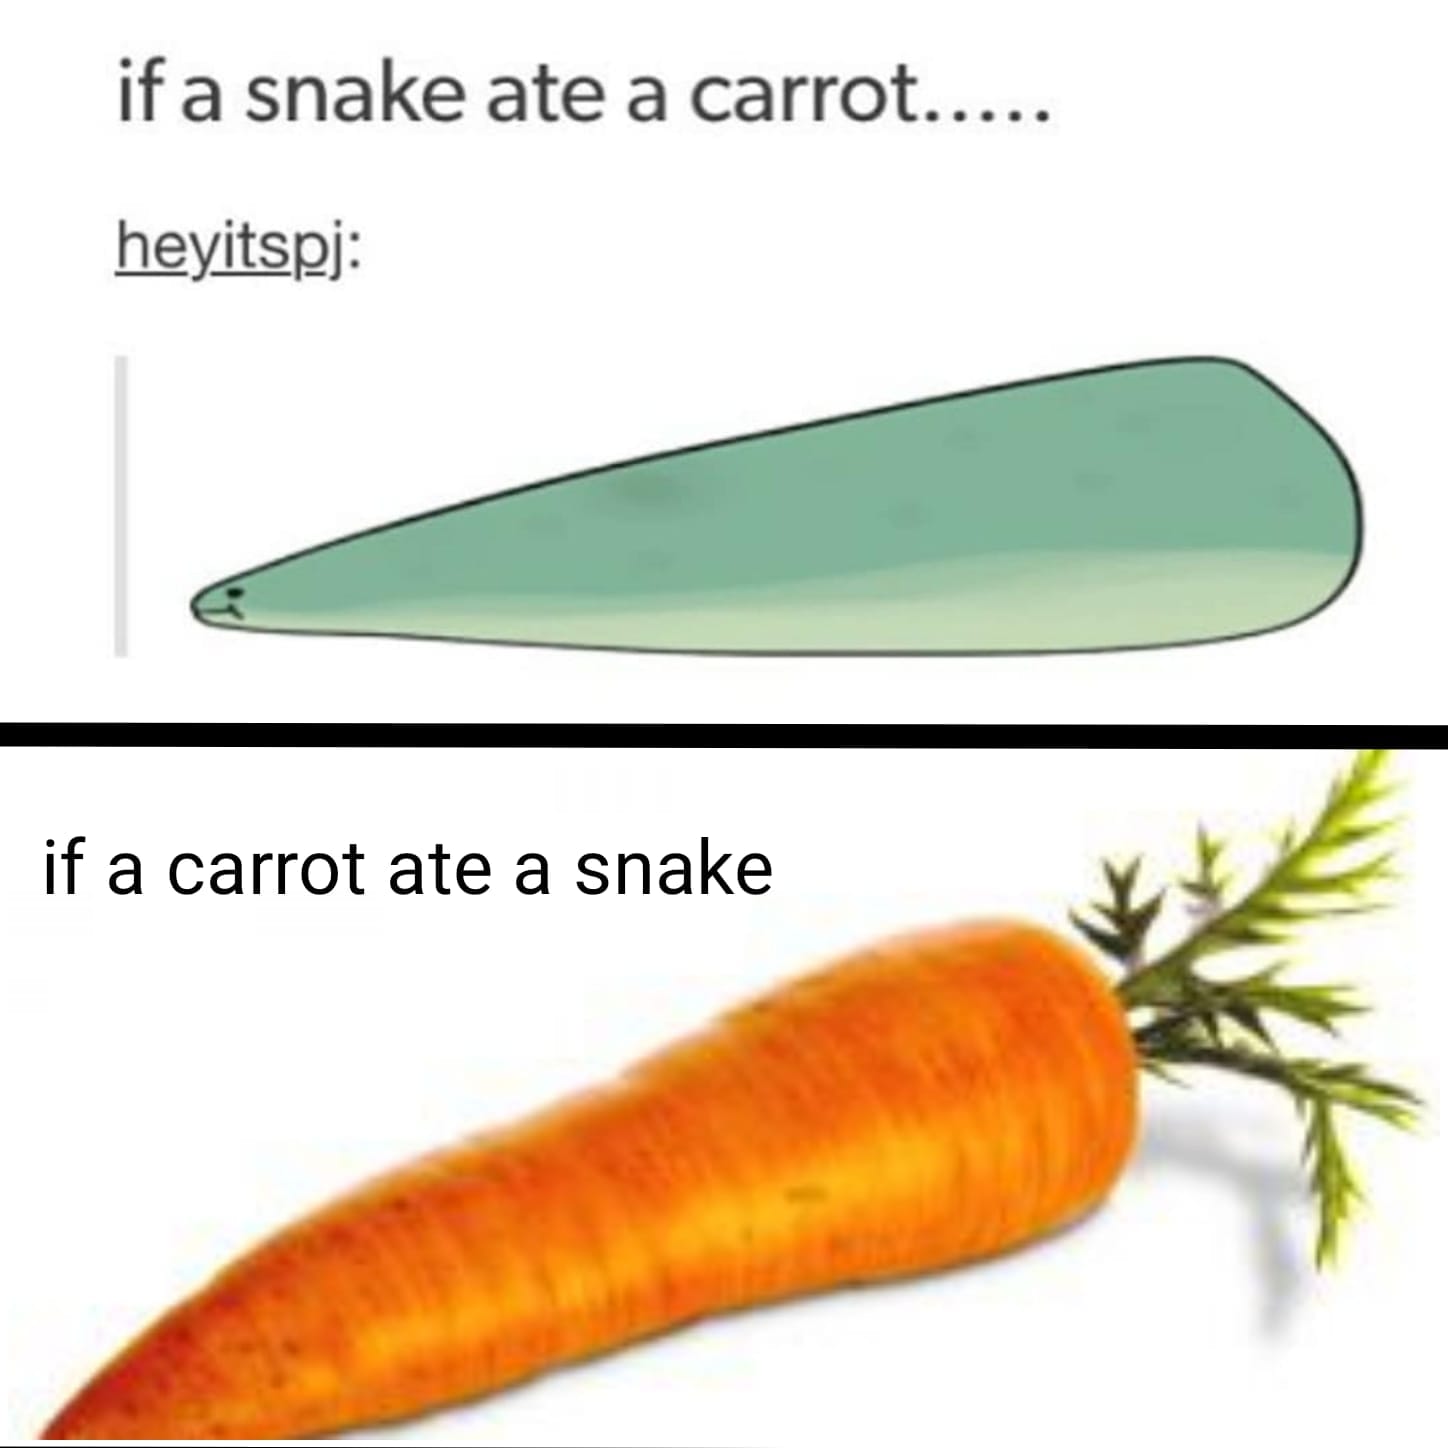 if a snake ate a carrot.....
heyitspj:
if a carrot ate a snake